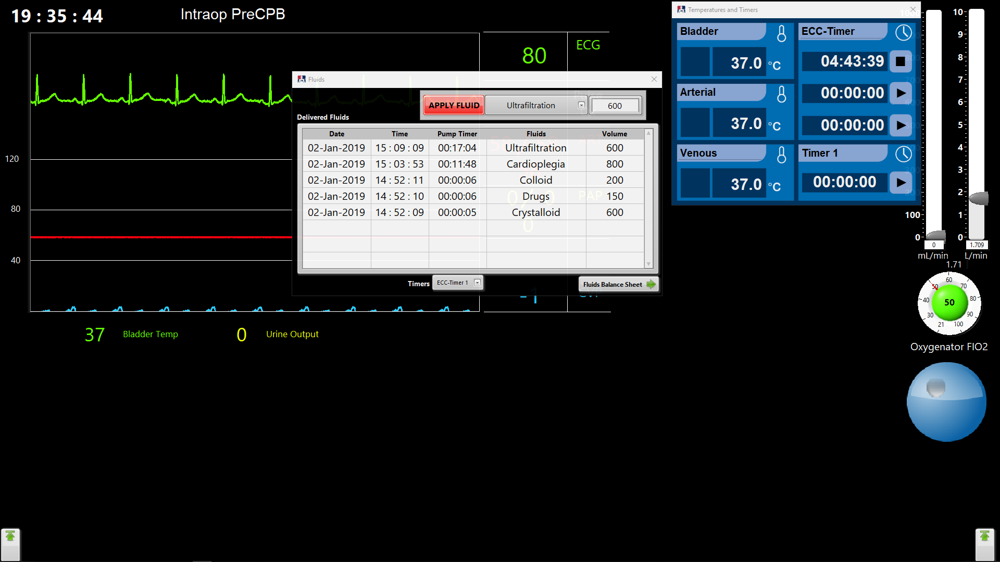 19 : 35 : 44
Intraop PreCPB
120
80
40
80
ECG
PAP
-1
37 Bladder Temp
0 Urine Output
Fluids
APPLY FLUID Ultrafiltration 600
Delivered Fluids
Date Time Pump Timer Fluids Volume
02-Jan-2019 15 : 09 : 09 00:17:04 Ultrafiltration 600
02-Jan-2019 15 : 03 : 53 00:11:48 Cardioplegia 800
02-Jan-2019 14 : 52 : 11 00:00:06 Colloid 200
02-Jan-2019 14 : 52 : 10 00:00:06 Drugs 150
02-Jan-2019 14 : 52 : 09 00:00:05 Crystalloid 600
Timers ECC-Timer 1
Fluids Balance Sheet
Temperatures and Timers
Bladder
37.0 °C
Arterial
37.0 °C
Venous
37.0 °C
ECC-Timer
04:43:39
00:00:00
00:00:00
Timer 1
00:00:00
100
0
0
mL/min
10
9
8
7
6
5
4
3
2
1
0
1.709
L/min
1.71
21 30 40 50 60 70 80 90 100
50
Oxygenator FIO2